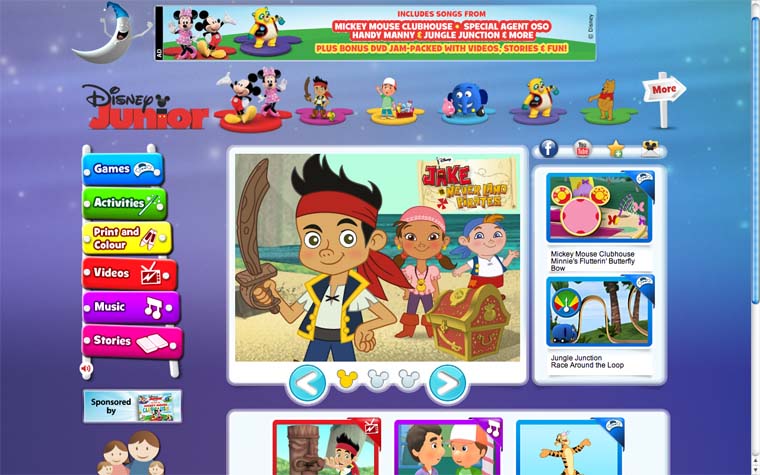 INCLUDES SONGS FROM
MICKEY MOUSE CLUBHOUSE • SPECIAL AGENT OSO
HANDY MANNY & JUNGLE JUNCTION & MORE
PLUS BONUS DVD JAM-PACKED WITH VIDEOS, STORIES & FUN!
AD
© Disney
Disney
Junior
More
Games
Activities
Print and
Colour
Videos
Music
Stories
Sponsored
by
Disney
JAKE
AND THE
NEVER LAND
PIRATES
f
You
Tube
Mickey Mouse Clubhouse
Minnie's Flutterin' Butterfly
Bow
Jungle Junction
Race Around the Loop